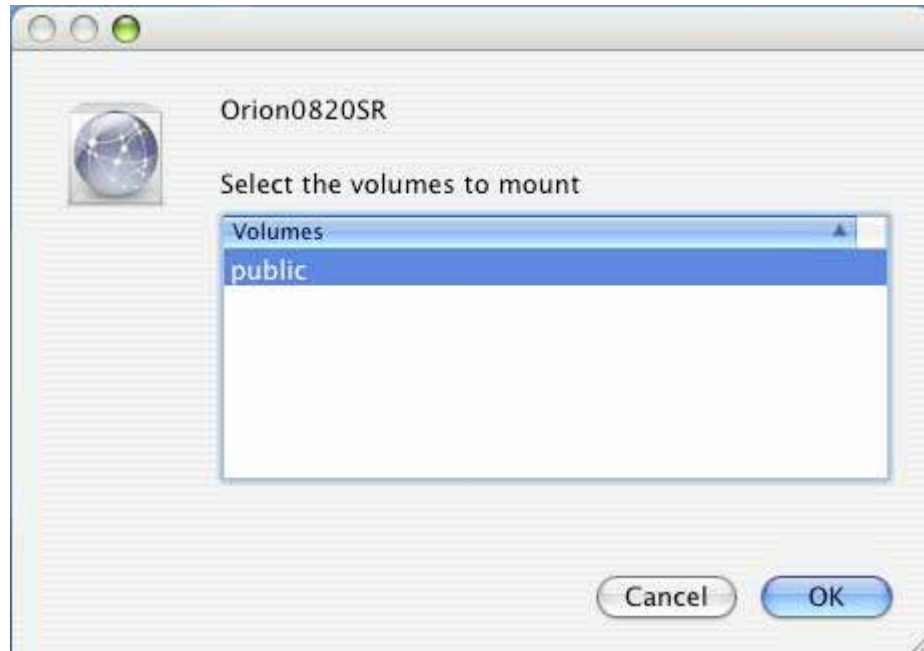 Orion0820SR
Select the volumes to mount
Volumes
public
Cancel
OK